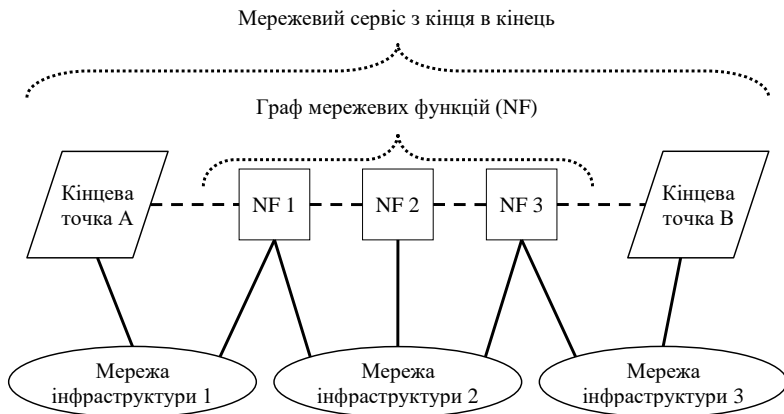 Мережевий сервіс з кінця в кінець
Граф мережевих функцій (NF)
Кінцева
точка A
NF 1
NF 2
NF 3
Кінцева
точка B
Мережа
інфраструктури 1
Мережа
інфраструктури 2
Мережа
інфраструктури 3